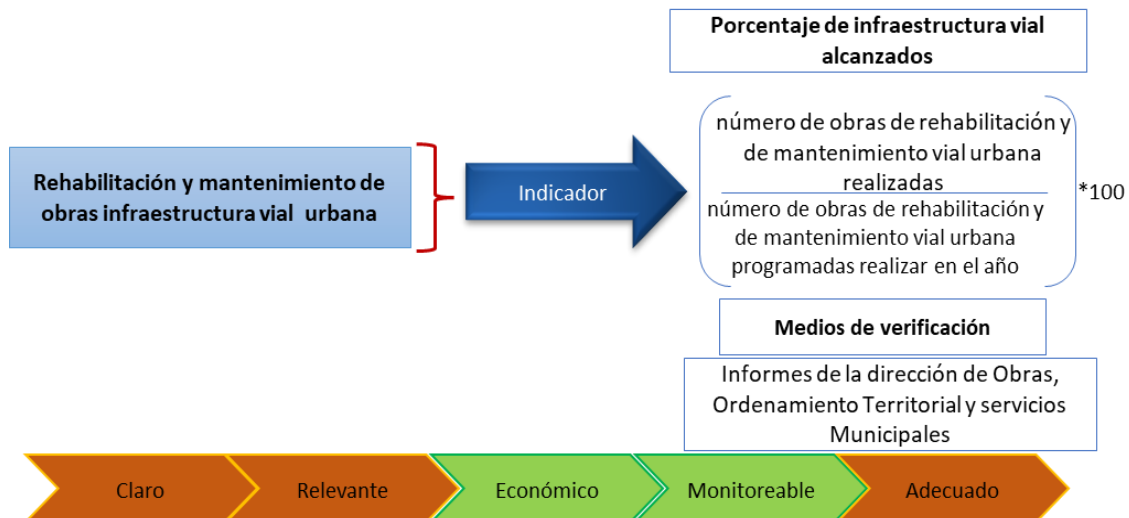 Porcentaje de infraestructura vial
alcanzados
número de obras de rehabilitación y
de mantenimiento vial urbana
realizadas
número de obras de rehabilitación y
de mantenimiento vial urbana
programadas realizar en el año
*100
Rehabilitación y mantenimiento de
obras infraestructura vial urbana
Indicador
Medios de verificación
Informes de la dirección de Obras,
Ordenamiento Territorial y servicios
Municipales
Claro
Relevante
Económico
Monitoreable
Adecuado